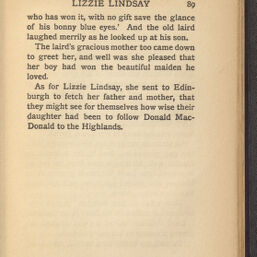 LIZZIE LINDSAY 89
who has won it, with no gift save the glance
of his bonny blue eyes.' And the old laird
laughed merrily as he looked up at his son.
The laird's gracious mother too came down
to greet her, and well was she pleased that
her boy had won the beautiful maiden he
loved.
As for Lizzie Lindsay, she sent to Edin-
burgh to fetch her father and mother, that
they might see for themselves how wise their
daughter had been to follow Donald Mac-
Donald to the Highlands.